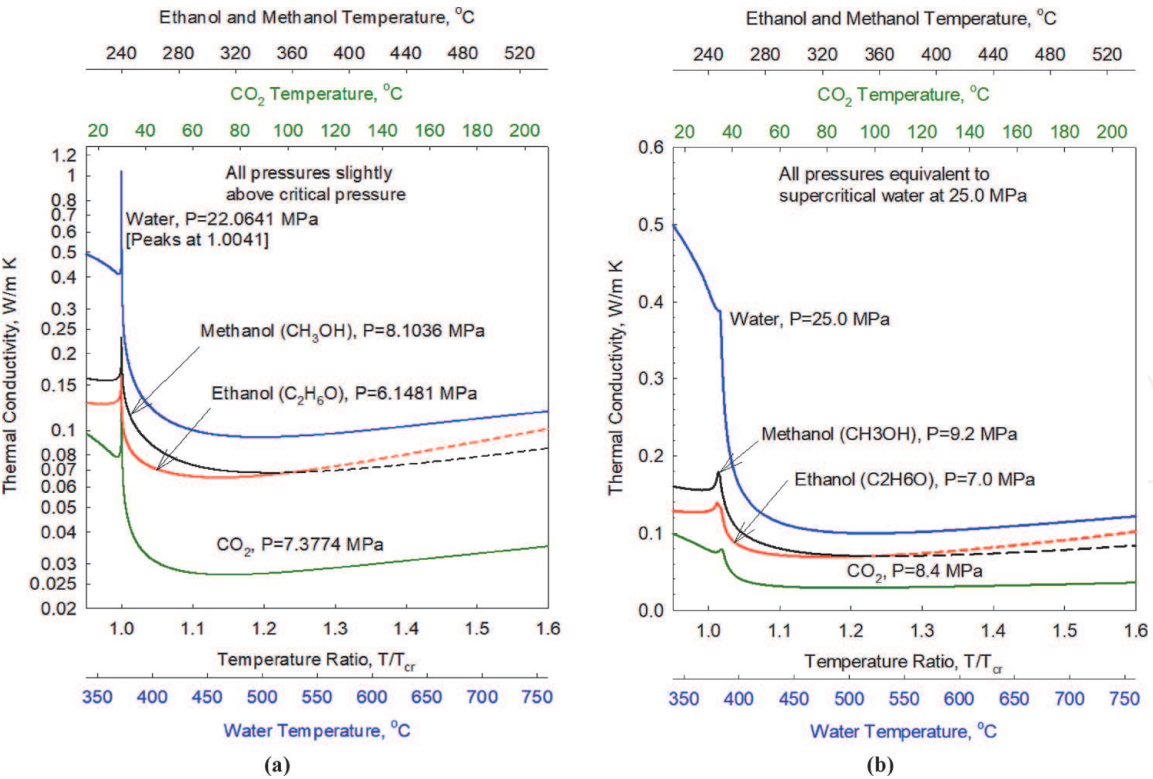 Ethanol and Methanol Temperature, °C
240 280 320 360 400 440 480 520
CO₂ Temperature, °C
20 40 60 80 100 120 140 160 180 200
Thermal Conductivity, W/m K
1.2
1
0.8
0.7
0.6
0.5
0.4
0.3
0.25
0.2
0.15
0.1
0.08
0.07
0.06
0.05
0.04
0.03
0.025
0.02
All pressures slightly
above critical pressure
Water, P=22.0641 MPa
[Peaks at 1.0041]
Methanol (CH₃OH), P=8.1036 MPa
Ethanol (C₂H₆O), P=6.1481 MPa
CO₂, P=7.3774 MPa
1.0 1.1 1.2 1.3 1.4 1.5 1.6
Temperature Ratio, T/Tcr
350 400 450 500 550 600 650 700 750
Water Temperature, °C
(a)
Ethanol and Methanol Temperature, °C
240 280 320 360 400 440 480 520
CO₂ Temperature, °C
20 40 60 80 100 120 140 160 180 200
Thermal Conductivity, W/m K
0.6
0.5
0.4
0.3
0.2
0.1
0.0
All pressures equivalent to
supercritical water at 25.0 MPa
Water, P=25.0 MPa
Methanol (CH3OH), P=9.2 MPa
Ethanol (C2H6O), P=7.0 MPa
CO₂, P=8.4 MPa
1.0 1.1 1.2 1.3 1.4 1.5 1.6
Temperature Ratio, T/Tcr
350 400 450 500 550 600 650 700 750
Water Temperature, °C
(b)